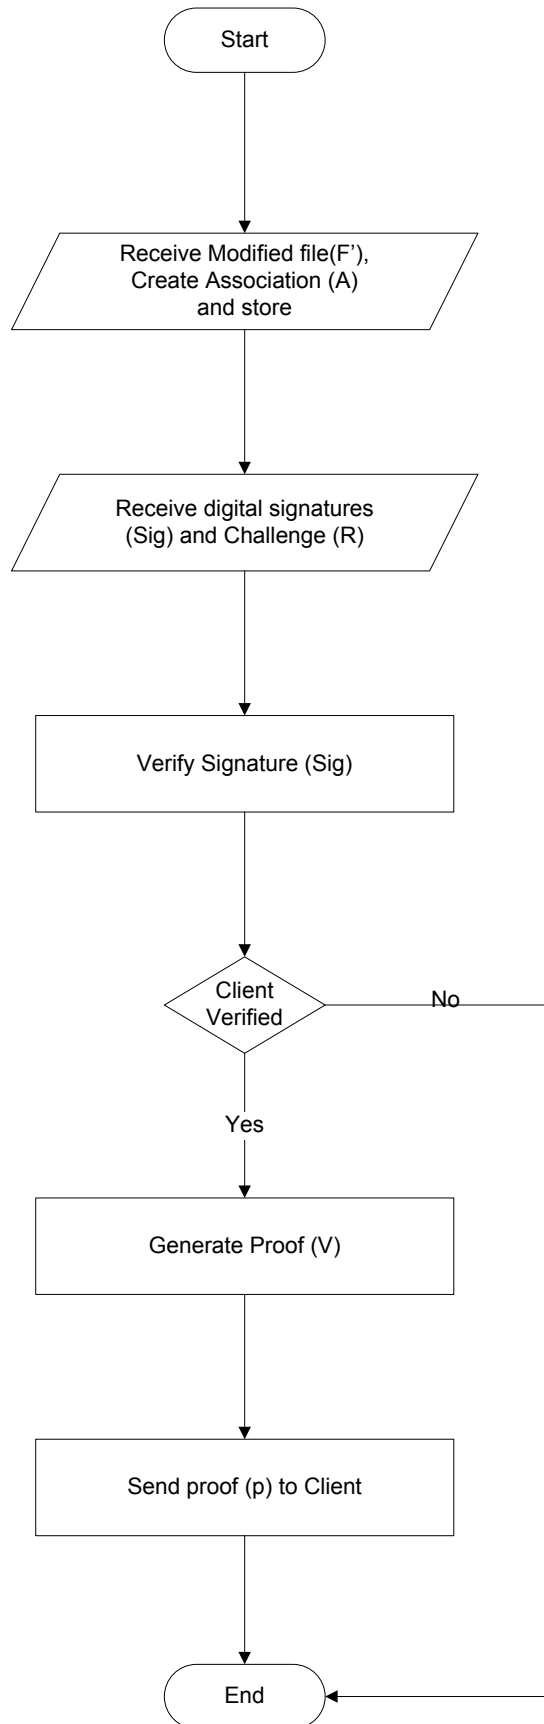 Start
Receive Modified file(F’),
Create Association (A)
and store
Receive digital signatures
(Sig) and Challenge (R)
Verify Signature (Sig)
Client
Verified
No
Yes
Generate Proof (V)
Send proof (p) to Client
End